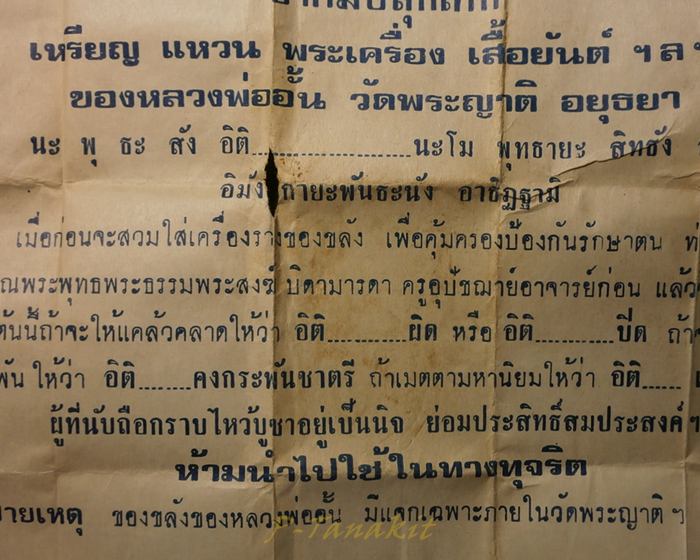 เหรียญ แหวน พระเครื่อง เสื้อยันต์ ฯลฯ
ของหลวงพ่ออั้น วัดพระญาติ อยุธยา
นะ พุ ธะ สัง อิติ.......................นะโม พุทธายะ สิทธัง
อิมัง กายะพันธะนัง อาธิฏฐามิ
เมื่อก่อนจะสวมใส่เครื่องรางของขลัง เพื่อคุ้มครองป้องกันรักษาตน
ณพระพุทธพระธรรมพระสงฆ์ บิดามารดา ครูอุปัชฌาย์อาจารย์ก่อน แล้ว
ดันนี้ถ้าจะให้แคล้วคลาดให้ว่า อิติ...........ผิด หรือ อิติ...........ปีด ถ้า
พัน ให้ว่า อิติ.......คงกระพันชาตรี ถ้าเมตตามหานิยมให้ว่า อิติ......
ผู้ที่นับถือกราบไหว้บูชาอยู่เป็นนิจ ย่อมประสิทธิ์สมประสงค์ฯ
ห้ามนำไปใช้ในทางทุจริต
ายเหตุ ของขลังของหลวงพ่ออั้น มีแจกเฉพาะภายในวัดพระญาติ ฯ
P-Tanakit